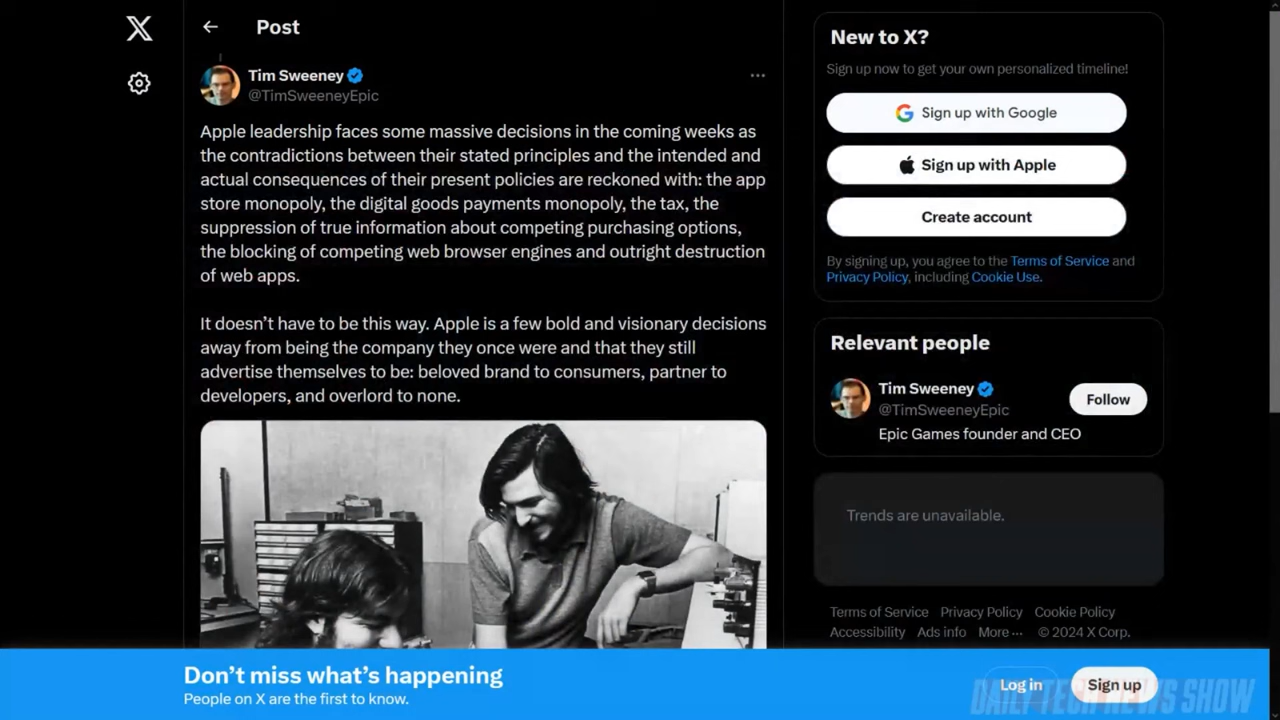 Post
Tim Sweeney
@TimSweeneyEpic
Apple leadership faces some massive decisions in the coming weeks as
the contradictions between their stated principles and the intended and
actual consequences of their present policies are reckoned with: the app
store monopoly, the digital goods payments monopoly, the tax, the
suppression of true information about competing purchasing options,
the blocking of competing web browser engines and outright destruction
of web apps.
It doesn’t have to be this way. Apple is a few bold and visionary decisions
away from being the company they once were and that they still
advertise themselves to be: beloved brand to consumers, partner to
developers, and overlord to none.
New to X?
Sign up now to get your own personalized timeline!
Sign up with Google
Sign up with Apple
Create account
By signing up, you agree to the Terms of Service and
Privacy Policy, including Cookie Use.
Relevant people
Tim Sweeney
@TimSweeneyEpic
Follow
Epic Games founder and CEO
Trends are unavailable.
Terms of Service Privacy Policy Cookie Policy
Accessibility Ads info More ··· © 2024 X Corp.
Don’t miss what’s happening
People on X are the first to know.
Log in
Sign up
DAILY TECH NEWS SHOW